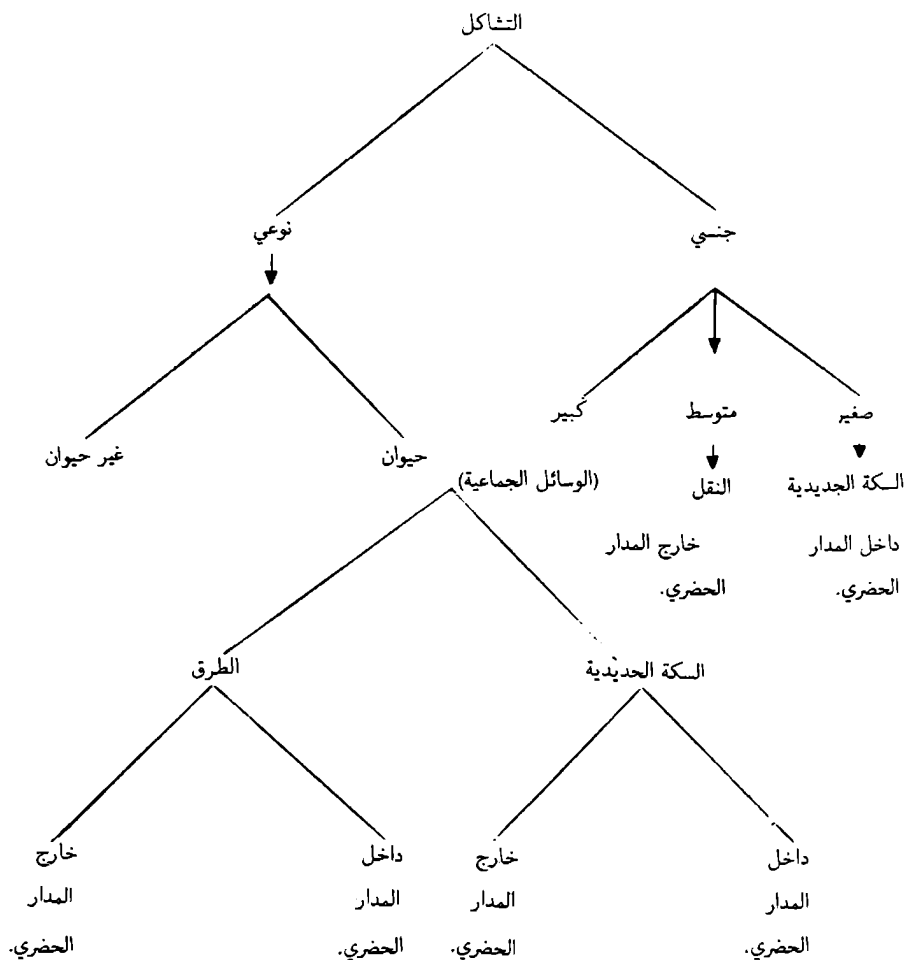 التشاكل
جنسي
نوعي
صغير
متوسط
كبير
حيوان
غير حيوان
السكة الجديدية
النقل
(الوسائل الجماعية)
داخل المدار
الحضري.
خارج المدار
الحضري.
السكة الحديدية
الطرق
داخل
المدار
الحضري.
خارج
المدار
الحضري.
داخل
المدار
الحضري.
خارج
المدار
الحضري.